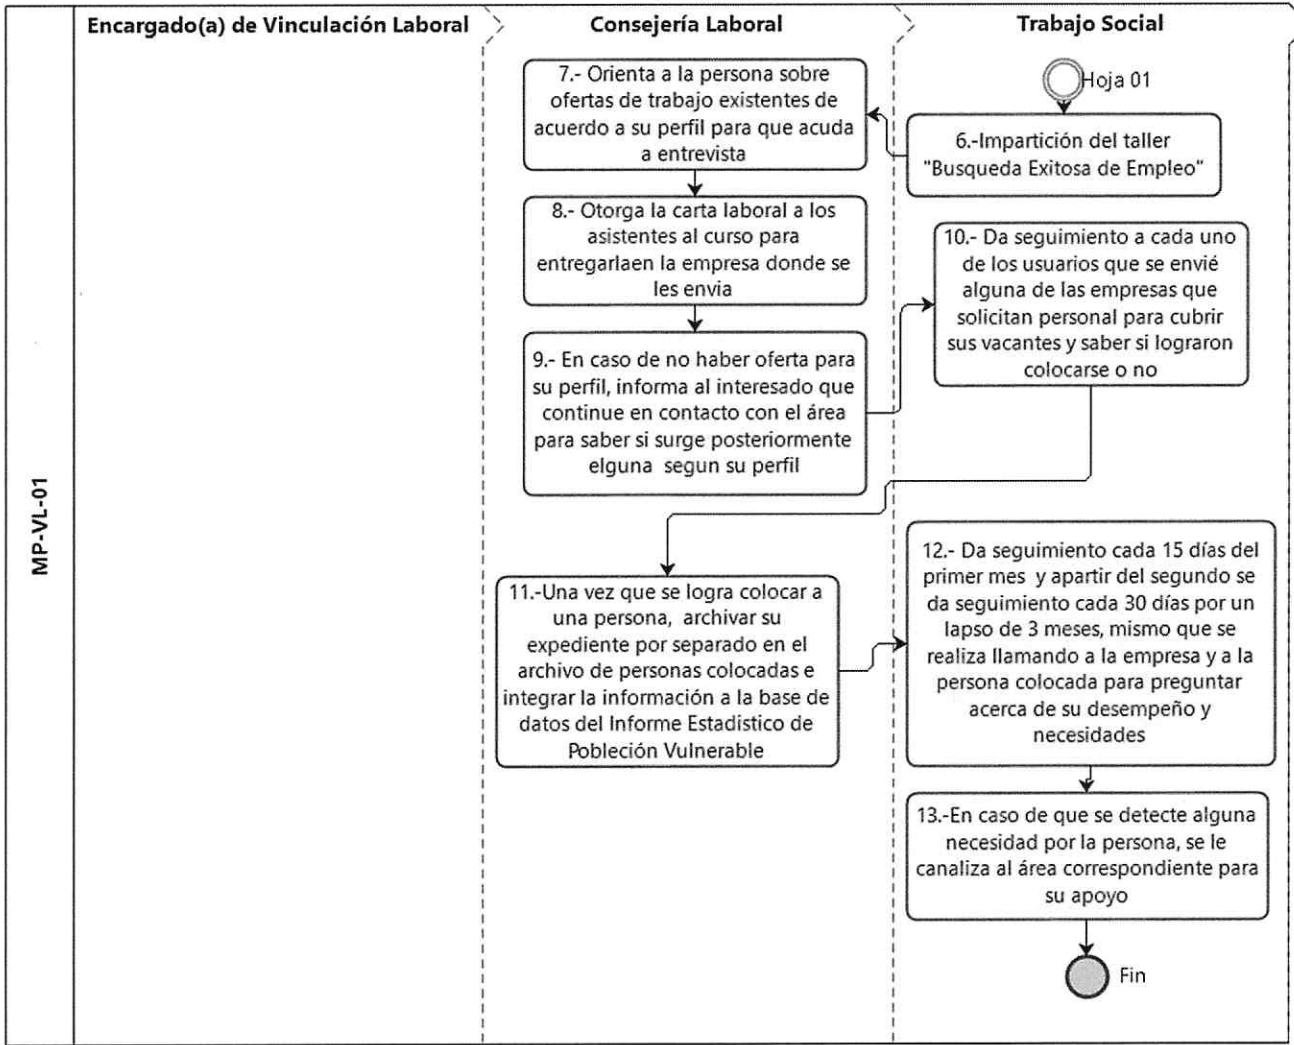 Encargado(a) de Vinculación Laboral
Consejería Laboral
Trabajo Social
MP-VL-01
Hoja 01
6.-Impartición del taller
"Busqueda Exitosa de Empleo"
7.- Orienta a la persona sobre
ofertas de trabajo existentes de
acuerdo a su perfil para que acuda
a entrevista
8.- Otorga la carta laboral a los
asistentes al curso para
entregarlaen la empresa donde se
les envia
9.- En caso de no haber oferta para
su perfil, informa al interesado que
continue en contacto con el área
para saber si surge posteriormente
elguna segun su perfil
10.- Da seguimiento a cada uno
de los usuarios que se envié
alguna de las empresas que
solicitan personal para cubrir
sus vacantes y saber si lograron
colocarse o no
11.-Una vez que se logra colocar a
una persona, archivar su
expediente por separado en el
archivo de personas colocadas e
integrar la información a la base de
datos del Informe Estadistico de
Pobleción Vulnerable
12.- Da seguimiento cada 15 días del
primer mes y apartir del segundo se
da seguimiento cada 30 días por un
lapso de 3 meses, mismo que se
realiza llamando a la empresa y a la
persona colocada para preguntar
acerca de su desempeño y
necesidades
13.-En caso de que se detecte alguna
necesidad por la persona, se le
canaliza al área correspondiente para
su apoyo
Fin